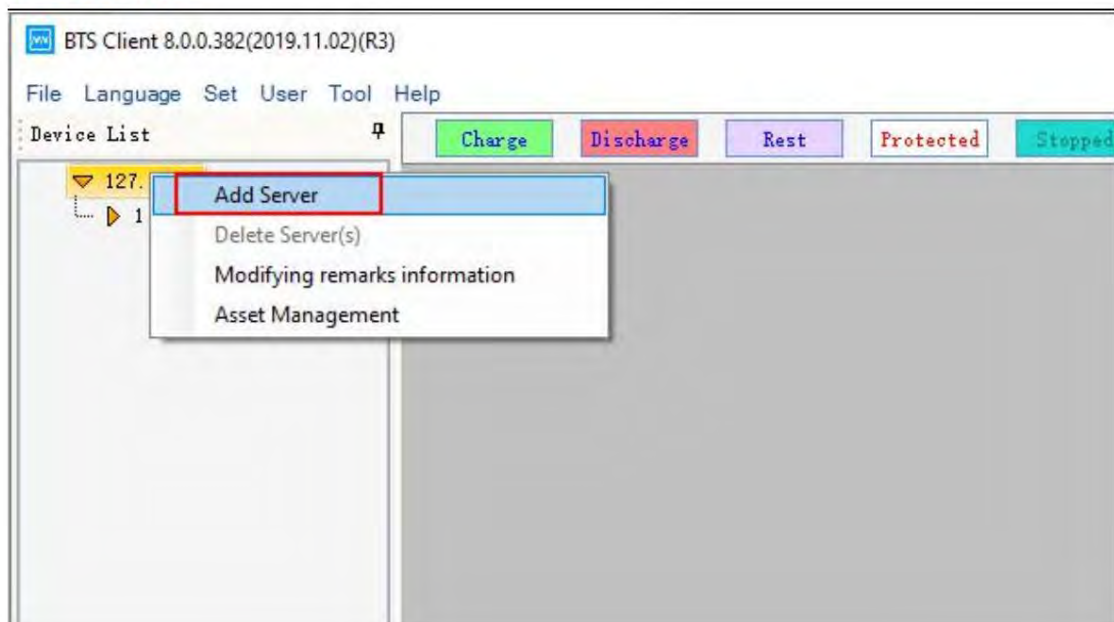 BTS Client 8.0.0.382(2019.11.02)(R3)
File Language Set User Tool Help
Device List
Charge Discharge Rest Protected Stopped
127.
Add Server
1
Delete Server(s)
Modifying remarks information
Asset Management